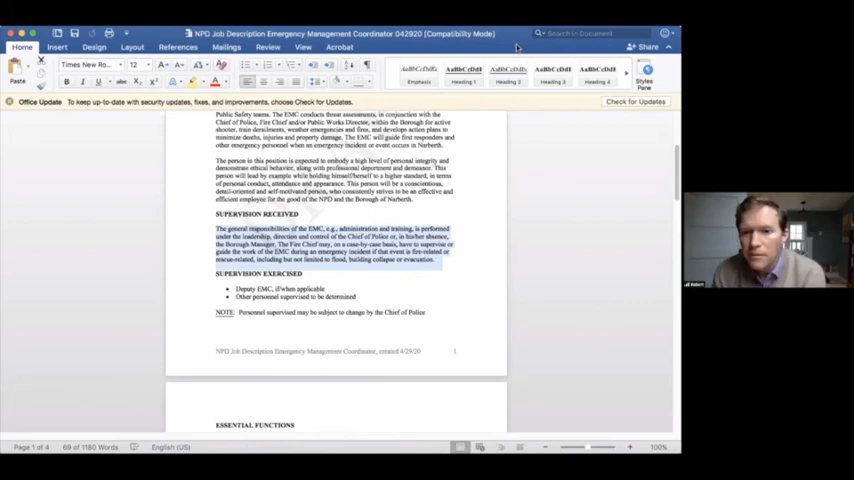 NPD Job Description Emergency Management Coordinator 042920 [Compatibility Mode]
Search in Document
Home Insert Design Layout References Mailings Review View Acrobat
Share
Paste
Times New Ro... 12
AaBbCcDdEe AaBbCcDc AaBbCcDdEe AaBbCcDdI AaBbCcDdI
Emphasis Heading 1 Heading 2 Heading 3 Heading 4
Styles
Pane
Office Update To keep up-to-date with security updates, fixes, and improvements, choose Check for Updates.
Check for Updates
Public Safety teams. The EMC conducts threat assessments, in conjunction with the
Chief of Police, Fire Chief and/or Public Works Director, within the Borough for active
shooter, train derailments, weather emergencies and fires, and develops action plans to
minimize deaths, injuries and property damage. The EMC will guide first responders and
other emergency personnel when an emergency incident or event occurs in Narberth.
The person in this position is expected to embody a high level of personal integrity and
demonstrate ethical behavior, along with professional department and demeanor. This
person will lead by example while holding himself/herself to a higher standard, in terms
of personal conduct, attendance and appearance. This person will be a conscientious,
detail-oriented and self-motivated person, who consistently strives to be an effective and
efficient employee for the good of the NPD and the Borough of Narberth.
SUPERVISION RECEIVED
The general responsibilities of the EMC, e.g., administration and training, is performed
under the leadership, direction and control of the Chief of Police or, in his/her absence,
the Borough Manager. The Fire Chief may, on a case-by-case basis, have to supervise or
guide the work of the EMC during an emergency incident if that event is fire-related or
rescue-related, including but not limited to flood, building collapse or evacuation.
SUPERVISION EXERCISED
• Deputy EMC, if/when applicable
• Other personnel supervised to be determined
NOTE: Personnel supervised may be subject to change by the Chief of Police
NPD Job Description Emergency Management Coordinator, created 4/29/20 1
ESSENTIAL FUNCTIONS
Page 1 of 4 69 of 1180 Words English (US) 100%
Robert